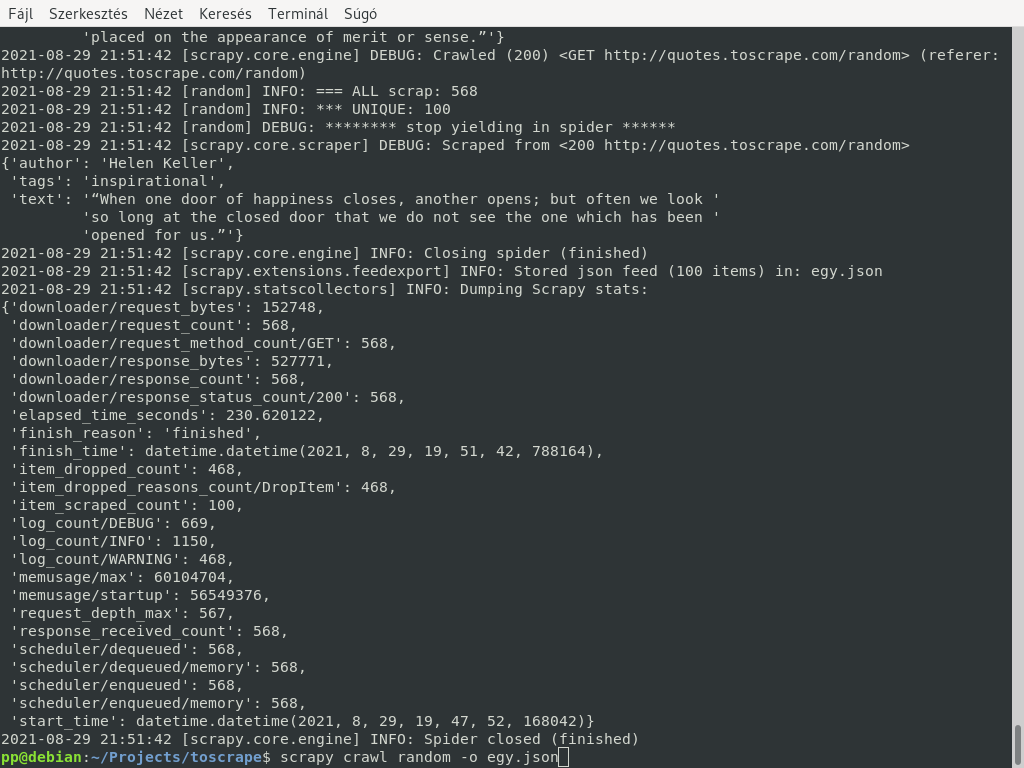 Fájl Szerkesztés Nézet Keresés Terminál Súgó
'placed on the appearance of merit or sense.”'}
2021-08-29 21:51:42 [scrapy.core.engine] DEBUG: Crawled (200) <GET http://quotes.toscrape.com/random> (referer:
http://quotes.toscrape.com/random)
2021-08-29 21:51:42 [random] INFO: === ALL scrap: 568
2021-08-29 21:51:42 [random] INFO: *** UNIQUE: 100
2021-08-29 21:51:42 [random] DEBUG: ******** stop yielding in spider ******
2021-08-29 21:51:42 [scrapy.core.scraper] DEBUG: Scraped from <200 http://quotes.toscrape.com/random>
{'author': 'Helen Keller',
 'tags': 'inspirational',
 'text': '“When one door of happiness closes, another opens; but often we look '
         'so long at the closed door that we do not see the one which has been '
         'opened for us.”'}
2021-08-29 21:51:42 [scrapy.core.engine] INFO: Closing spider (finished)
2021-08-29 21:51:42 [scrapy.extensions.feedexport] INFO: Stored json feed (100 items) in: egy.json
2021-08-29 21:51:42 [scrapy.statscollectors] INFO: Dumping Scrapy stats:
{'downloader/request_bytes': 152748,
 'downloader/request_count': 568,
 'downloader/request_method_count/GET': 568,
 'downloader/response_bytes': 527771,
 'downloader/response_count': 568,
 'downloader/response_status_count/200': 568,
 'elapsed_time_seconds': 230.620122,
 'finish_reason': 'finished',
 'finish_time': datetime.datetime(2021, 8, 29, 19, 51, 42, 788164),
 'item_dropped_count': 468,
 'item_dropped_reasons_count/DropItem': 468,
 'item_scraped_count': 100,
 'log_count/DEBUG': 669,
 'log_count/INFO': 1150,
 'log_count/WARNING': 468,
 'memusage/max': 60104704,
 'memusage/startup': 56549376,
 'request_depth_max': 567,
 'response_received_count': 568,
 'scheduler/dequeued': 568,
 'scheduler/dequeued/memory': 568,
 'scheduler/enqueued': 568,
 'scheduler/enqueued/memory': 568,
 'start_time': datetime.datetime(2021, 8, 29, 19, 47, 52, 168042)}
2021-08-29 21:51:42 [scrapy.core.engine] INFO: Spider closed (finished)
pp@debian:~/Projects/toscrape$ scrapy crawl random -o egy.json